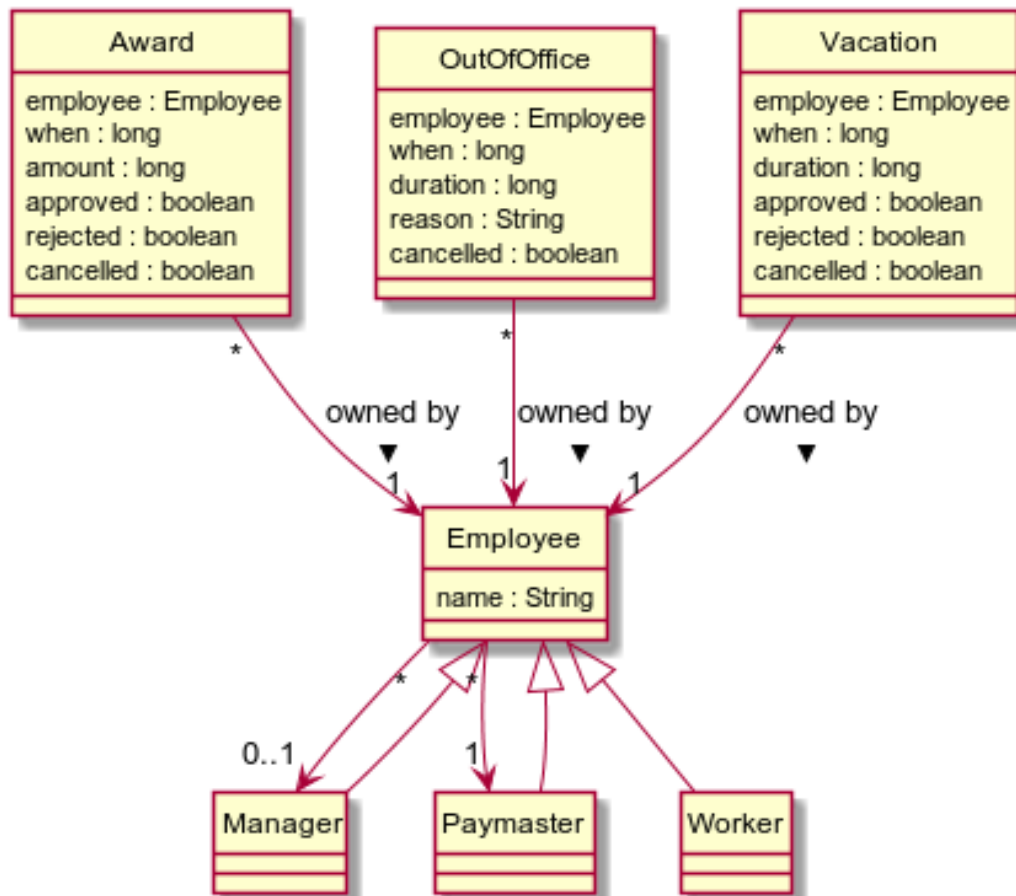 Award
employee : Employee
when : long
amount : long
approved : boolean
rejected : boolean
cancelled : boolean
OutOfOffice
employee : Employee
when : long
duration : long
reason : String
cancelled : boolean
Vacation
employee : Employee
when : long
duration : long
approved : boolean
rejected : boolean
cancelled : boolean
*
*
*
owned by
▼
owned by
▼
owned by
▼
1
1
1
Employee
name : String
*
*
0..1
1
Manager
Paymaster
Worker